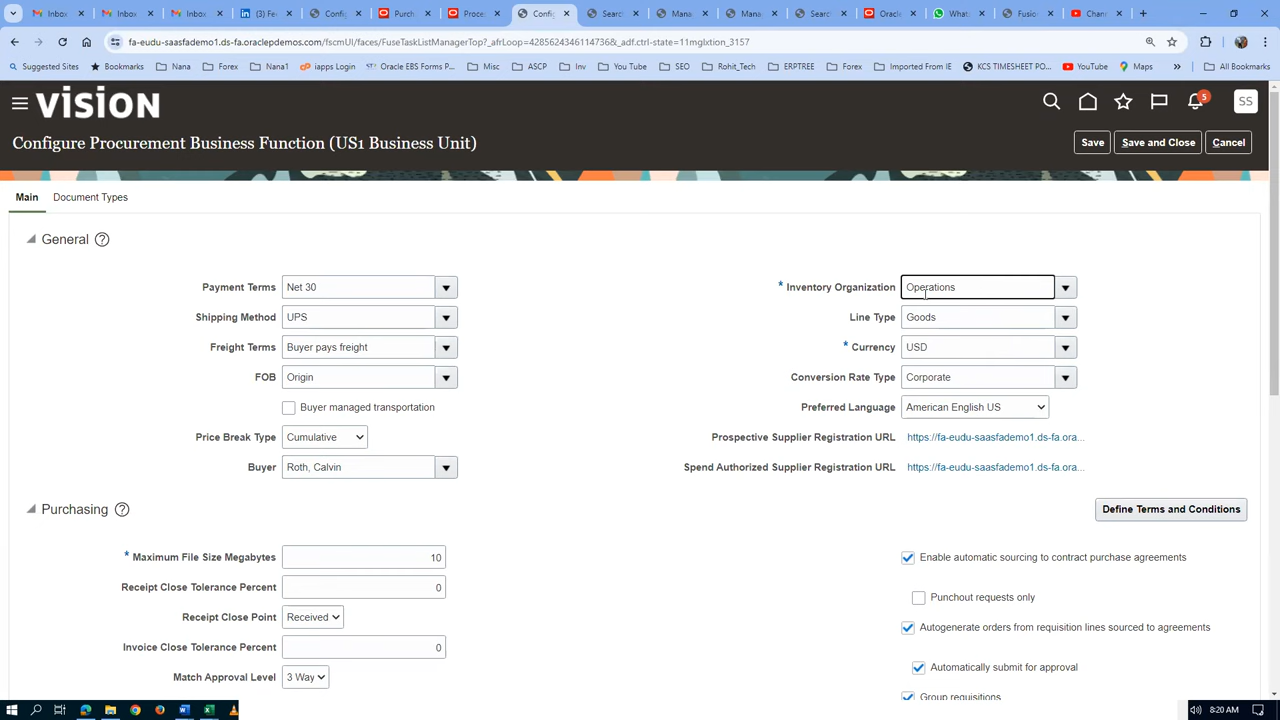 Inbox
Inbox
Inbox
(3) Fe
Config
Purch
Proce
Confi
Search
Mana
Mana
Search
Oracl
Whats
Fusion
Chan
fa-eudu-saasfademo1.ds-fa.oraclepdemos.com/fscmUI/faces/FuseTaskListManagerTop?_afrLoop=4285624346114736&_adf.ctrl-state=11mglxtion_3157
Suggested Sites
Bookmarks
Nana
Forex
Nana1
iapps Login
Oracle EBS Forms P...
Misc
ASCP
Inv
You Tube
SEO
Rohit_Tech
ERPTREE
Forex
Imported From IE
KCS TIMESHEET PO...
YouTube
Maps
All Bookmarks
VISION
5
SS
Configure Procurement Business Function (US1 Business Unit)
Save
Save and Close
Cancel
Main
Document Types
General
Payment Terms Net 30
Inventory Organization Operations
Shipping Method UPS
Line Type Goods
Freight Terms Buyer pays freight
* Currency USD
FOB Origin
Conversion Rate Type Corporate
Buyer managed transportation
Preferred Language American English US
Price Break Type Cumulative
Prospective Supplier Registration URL https://fa-eudu-saasfademo1.ds-fa.ora...
Buyer Roth, Calvin
Spend Authorized Supplier Registration URL https://fa-eudu-saasfademo1.ds-fa.ora...
Purchasing
Define Terms and Conditions
* Maximum File Size Megabytes 10
Enable automatic sourcing to contract purchase agreements
Receipt Close Tolerance Percent 0
Punchout requests only
Receipt Close Point Received
Autogenerate orders from requisition lines sourced to agreements
Invoice Close Tolerance Percent 0
Automatically submit for approval
Match Approval Level 3 Way
Group requisitions
8:20 AM